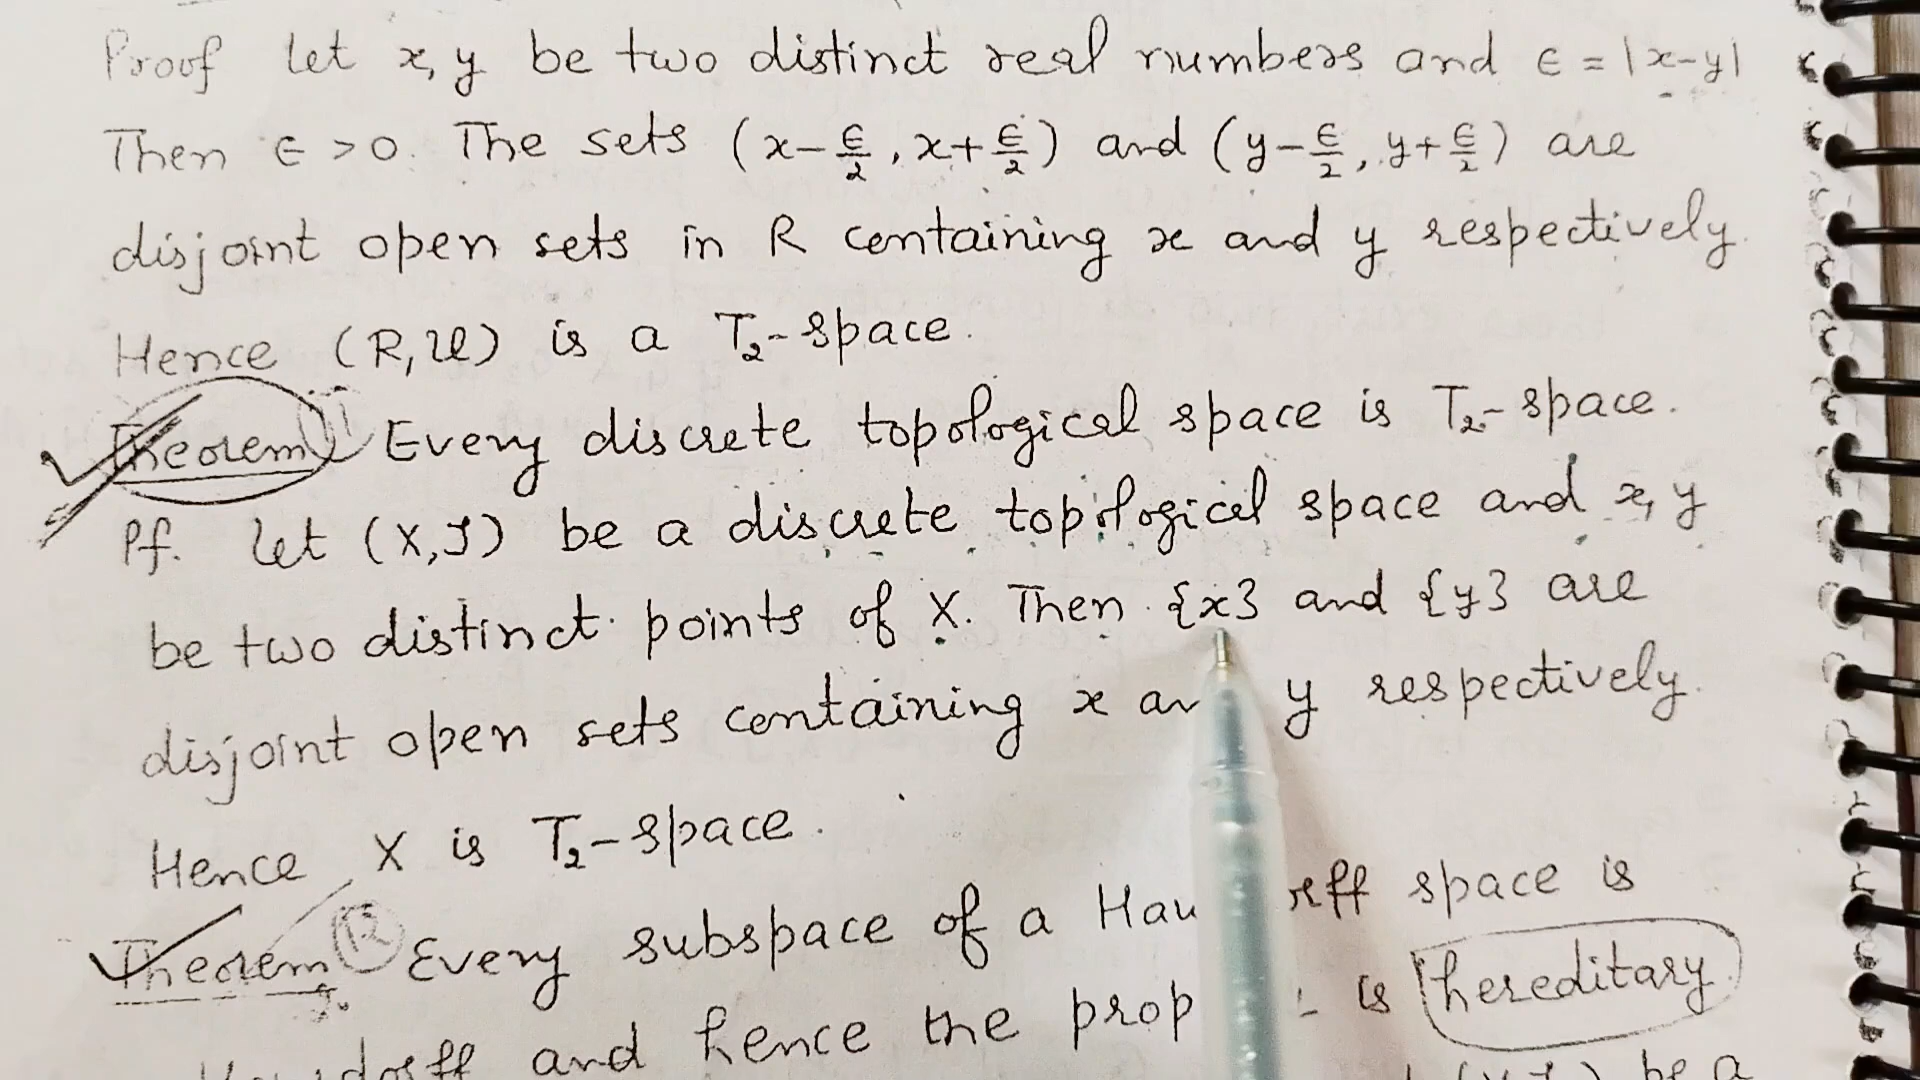 Proof Let x, y be two distinct real numbers and ϵ = |x-y|
Then ϵ > 0. The sets (x-ϵ/2, x+ϵ/2) and (y-ϵ/2, y+ϵ/2) are
disjoint open sets in R containing x and y respectively.
Hence (R, U) is a T₂-space.
Theorem Every discrete topological space is T₂-space.
Pf. Let (X, J) be a discrete topological space and x, y
be two distinct points of X. Then {x} and {y} are
disjoint open sets containing x an y respectively.
Hence X is T₂-space.
Theorem R Every subspace of a Hau rff space is
and hence the prop is hereditary
be a